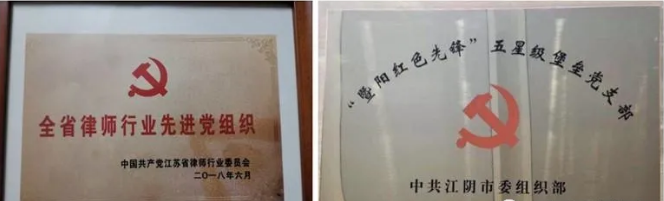 全省律师行业先进党组织
中国共产党江苏省律师行业委员会
二〇一八年六月
“暨阳红色先锋”五星级堡垒党支部
中共江阴市委组织部